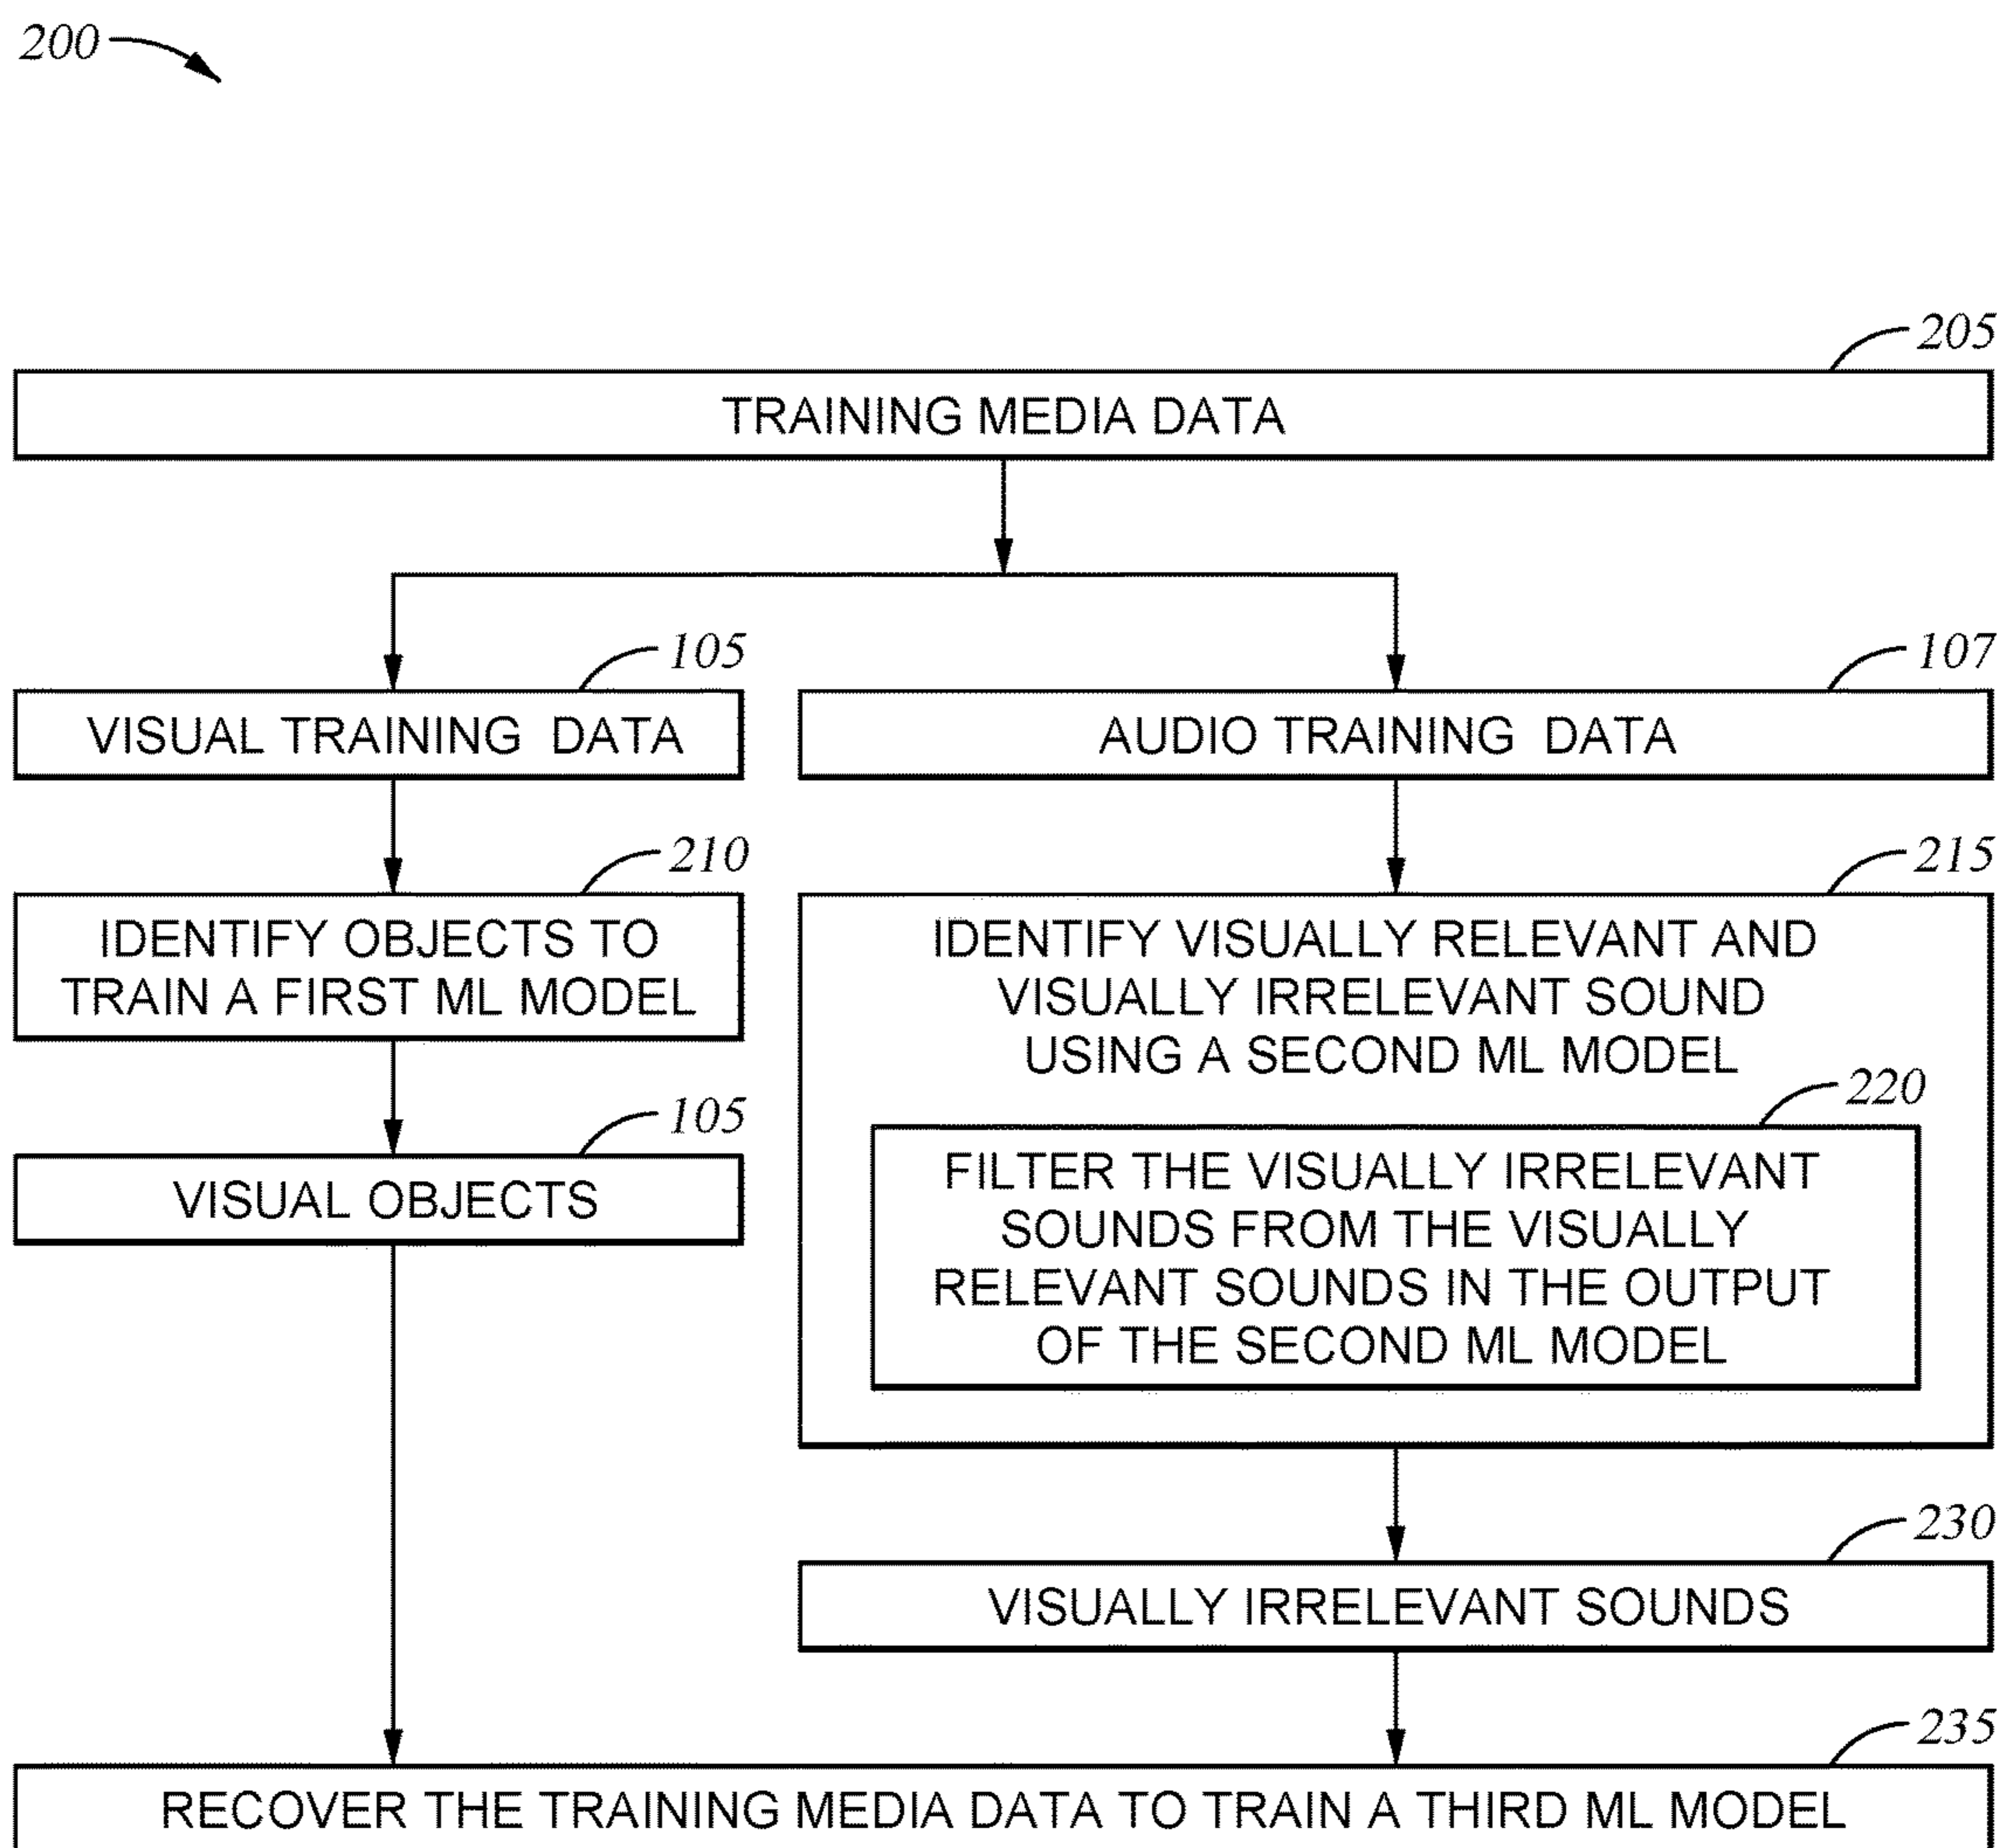 200
205
TRAINING MEDIA DATA
105
107
VISUAL TRAINING DATA
AUDIO TRAINING DATA
210
215
IDENTIFY OBJECTS TO
TRAIN A FIRST ML MODEL
IDENTIFY VISUALLY RELEVANT AND
VISUALLY IRRELEVANT SOUND
USING A SECOND ML MODEL
105
VISUAL OBJECTS
220
FILTER THE VISUALLY IRRELEVANT
SOUNDS FROM THE VISUALLY
RELEVANT SOUNDS IN THE OUTPUT
OF THE SECOND ML MODEL
230
VISUALLY IRRELEVANT SOUNDS
235
RECOVER THE TRAINING MEDIA DATA TO TRAIN A THIRD ML MODEL